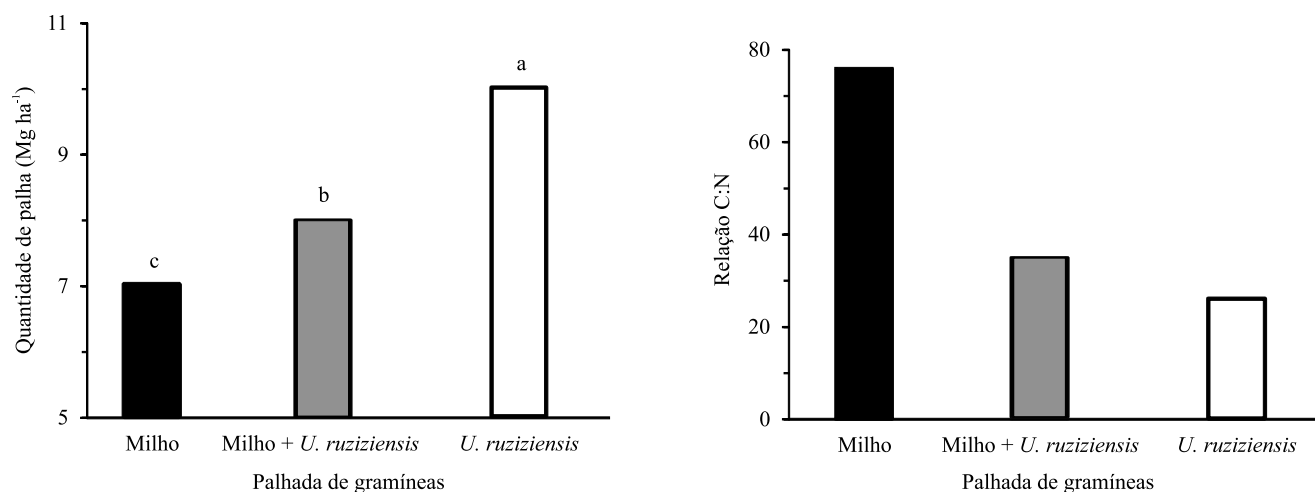 Quantidade de palha (Mg ha⁻¹)
11
9
7
5
c
b
a
Milho
Milho + U. ruziziensis
U. ruziziensis
Palhada de gramíneas
Relação C:N
80
60
40
20
0
Milho
Milho + U. ruziziensis
U. ruziziensis
Palhada de gramíneas